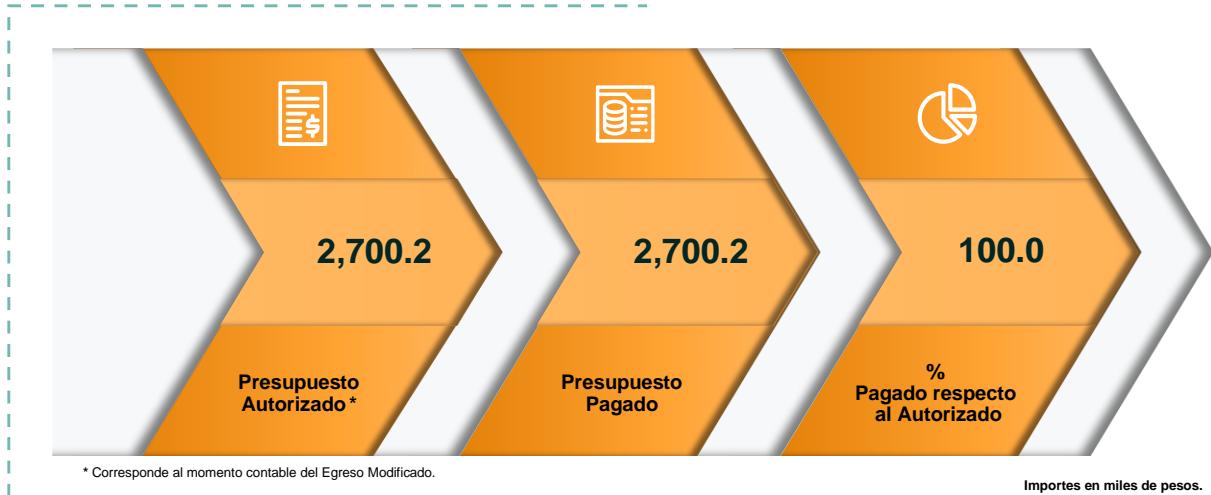 2,700.2
2,700.2
100.0
Presupuesto
Autorizado *
Presupuesto
Pagado
%
Pagado respecto
al Autorizado
* Corresponde al momento contable del Egreso Modificado.
Importes en miles de pesos.